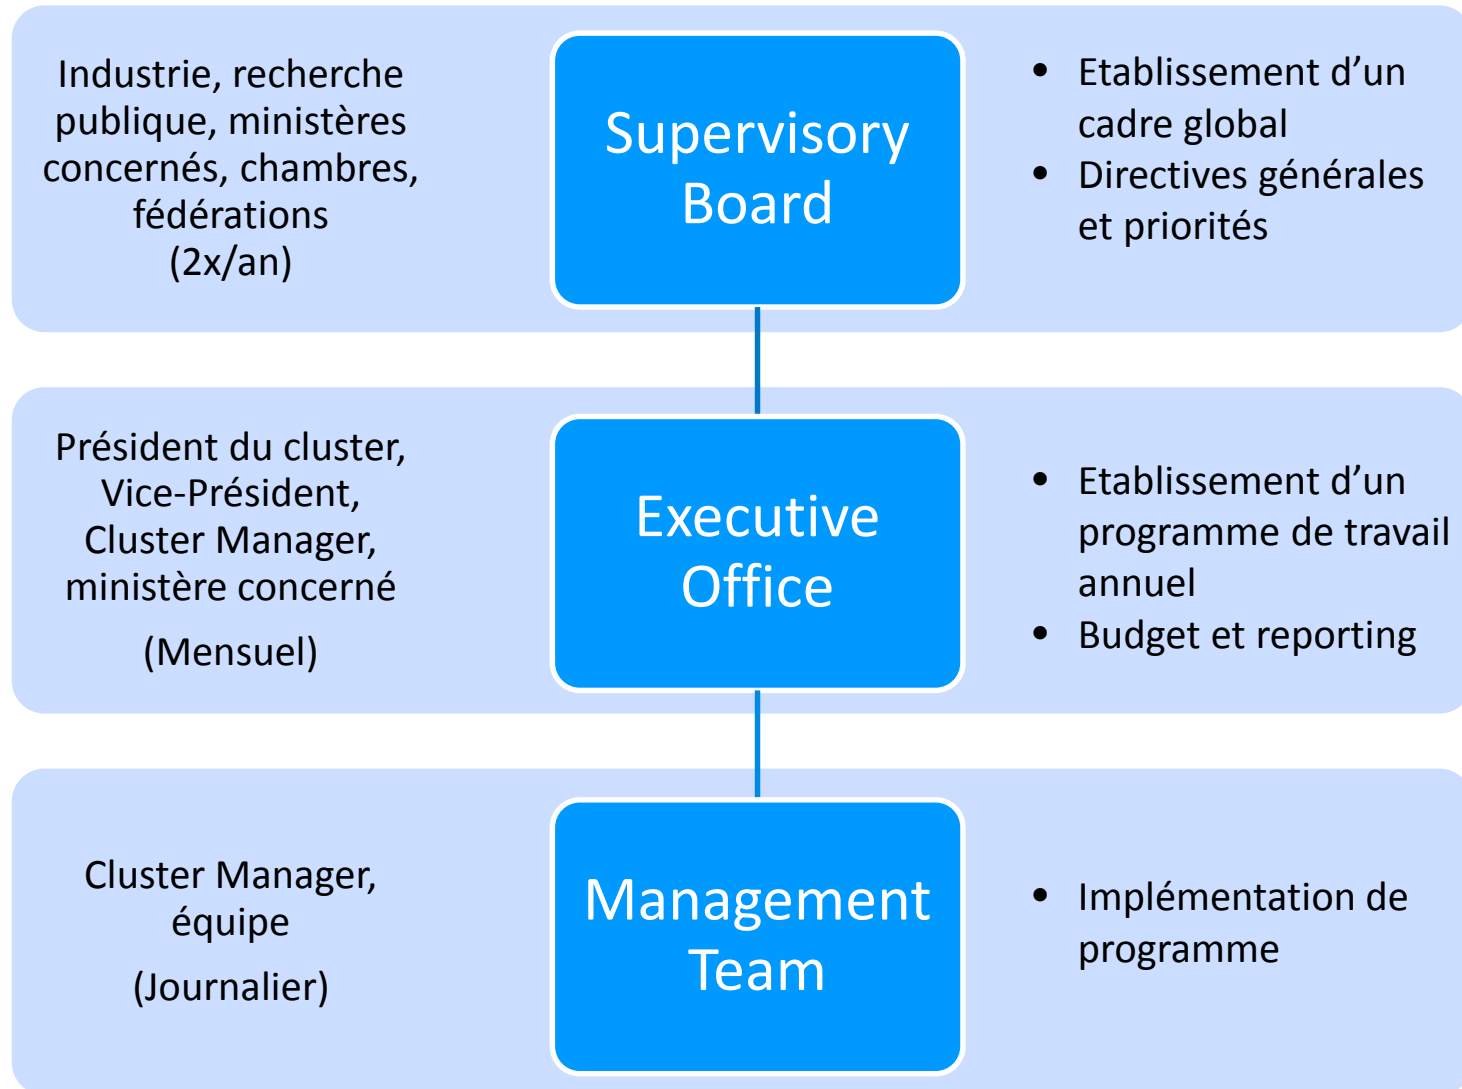 Industrie, recherche
publique, ministères
concernés, chambres,
fédérations
(2x/an)
Supervisory
Board
• Etablissement d’un
cadre global
• Directives générales
et priorités
Président du cluster,
Vice-Président,
Cluster Manager,
ministère concerné
(Mensuel)
Executive
Office
• Etablissement d’un
programme de travail
annuel
• Budget et reporting
Cluster Manager,
équipe
(Journalier)
Management
Team
• Implémentation de
programme